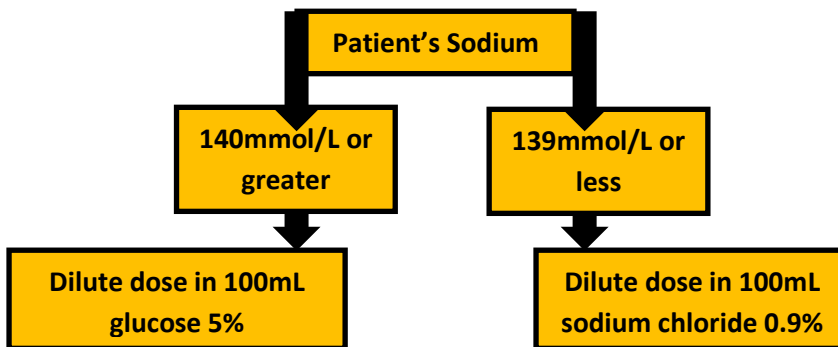 Patient’s Sodium
140mmol/L or
greater
139mmol/L or
less
Dilute dose in 100mL
glucose 5%
Dilute dose in 100mL
sodium chloride 0.9%